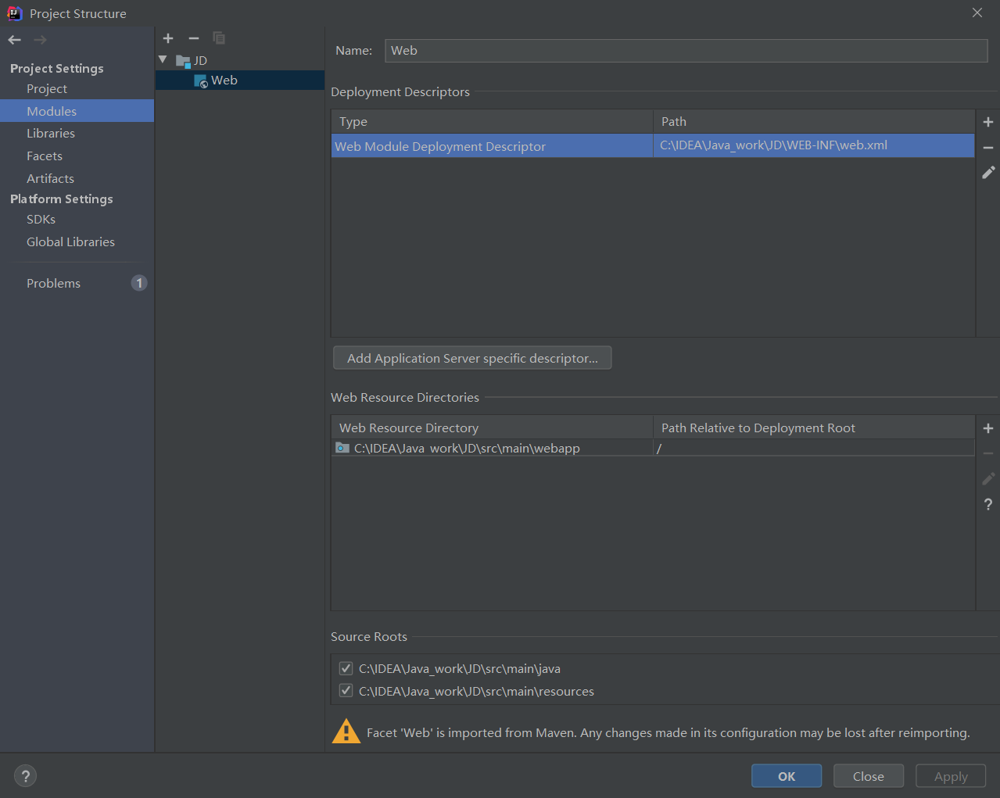 Project Structure
Project Settings
Project
Modules
Libraries
Facets
Artifacts
Platform Settings
SDKs
Global Libraries
Problems 1
JD
Web
Name: Web
Deployment Descriptors
Type Path
Web Module Deployment Descriptor C:\IDEA\Java_work\JD\WEB-INF\web.xml
Add Application Server specific descriptor...
Web Resource Directories
Web Resource Directory Path Relative to Deployment Root
C:\IDEA\Java_work\JD\src\main\webapp /
Source Roots
C:\IDEA\Java_work\JD\src\main\java
C:\IDEA\Java_work\JD\src\main\resources
Facet 'Web' is imported from Maven. Any changes made in its configuration may be lost after reimporting.
OK Close Apply